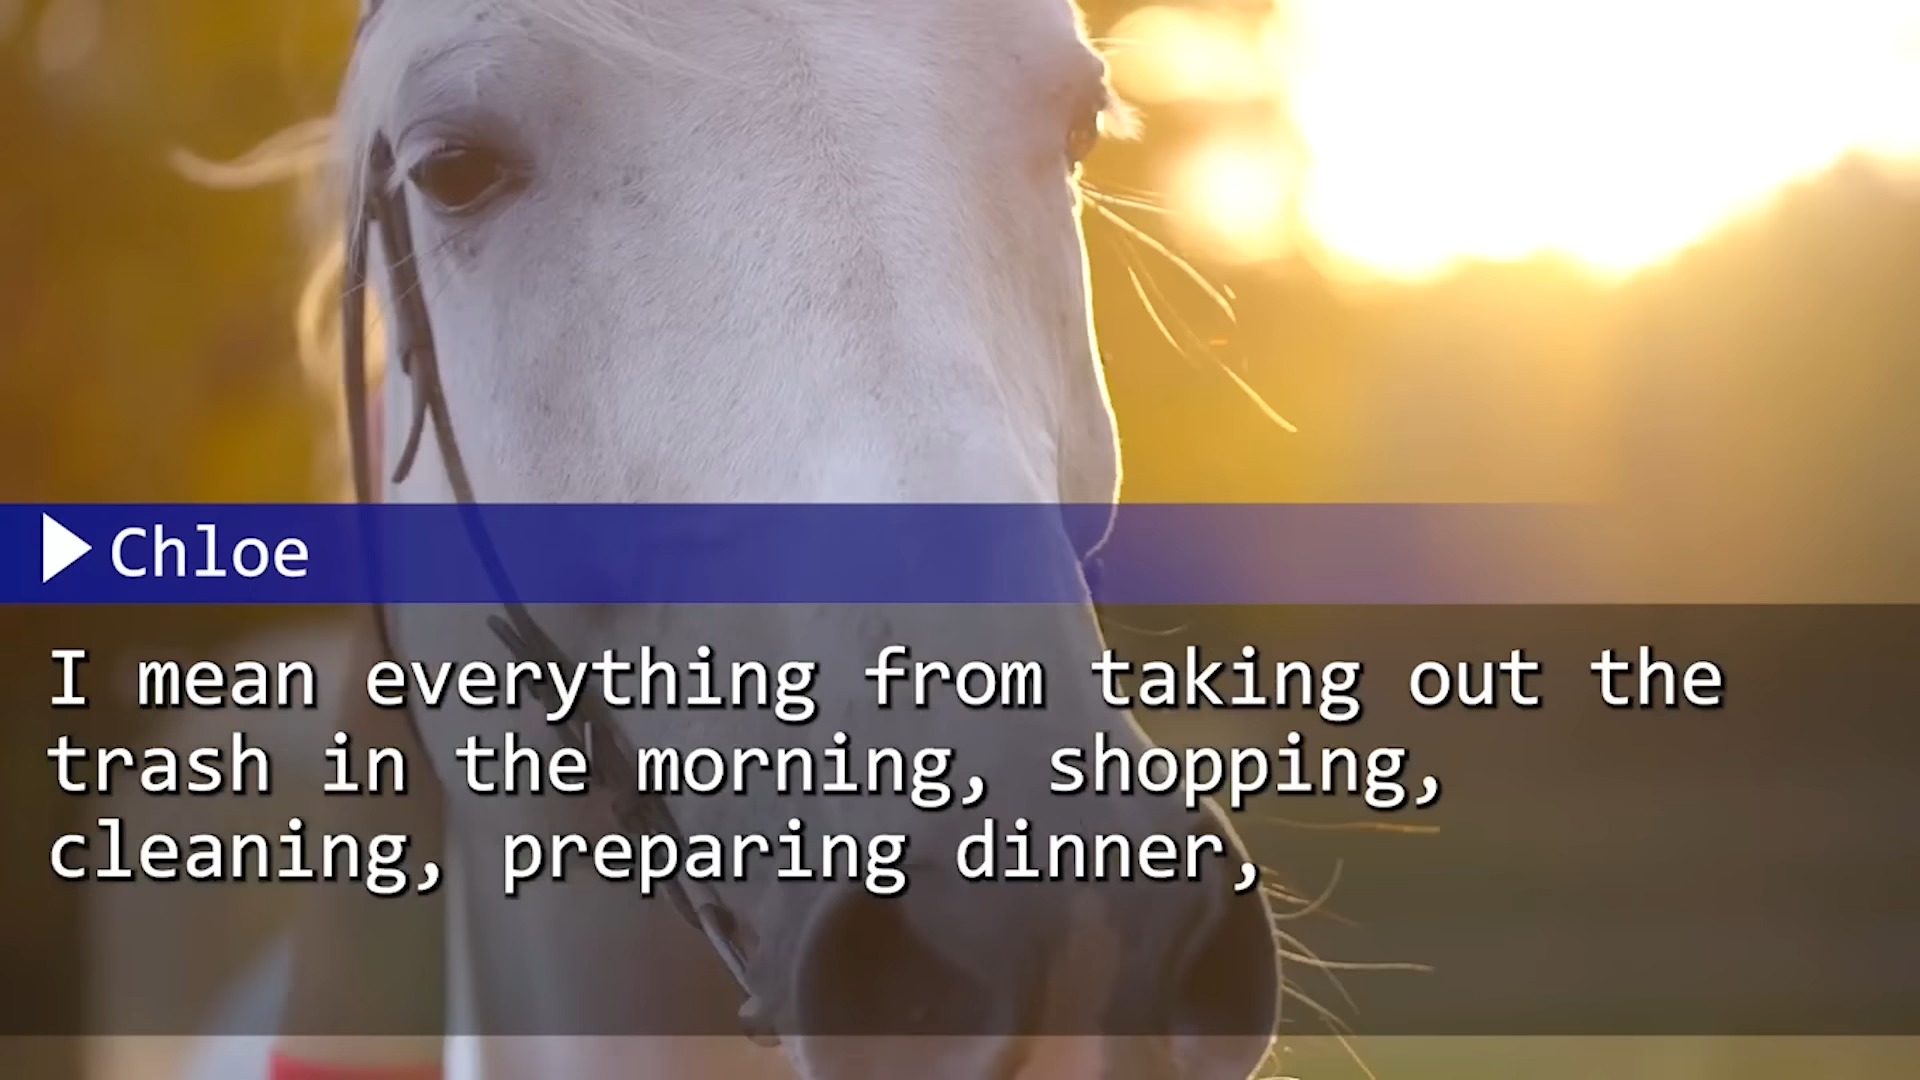 Chloe
I mean everything from taking out the
trash in the morning, shopping,
cleaning, preparing dinner,